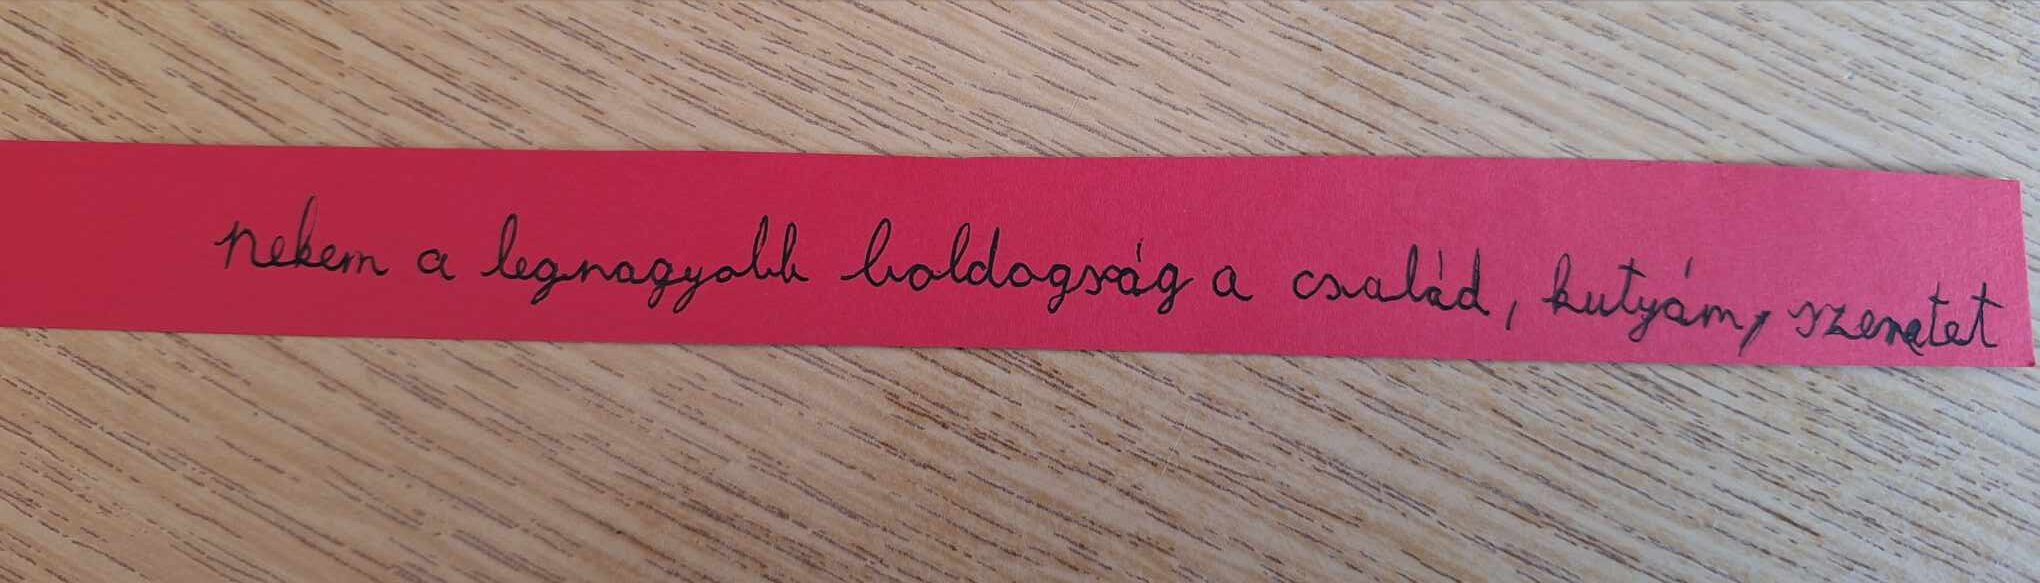 nekem a legnagyobb boldogság a család, kutyám, szeretet